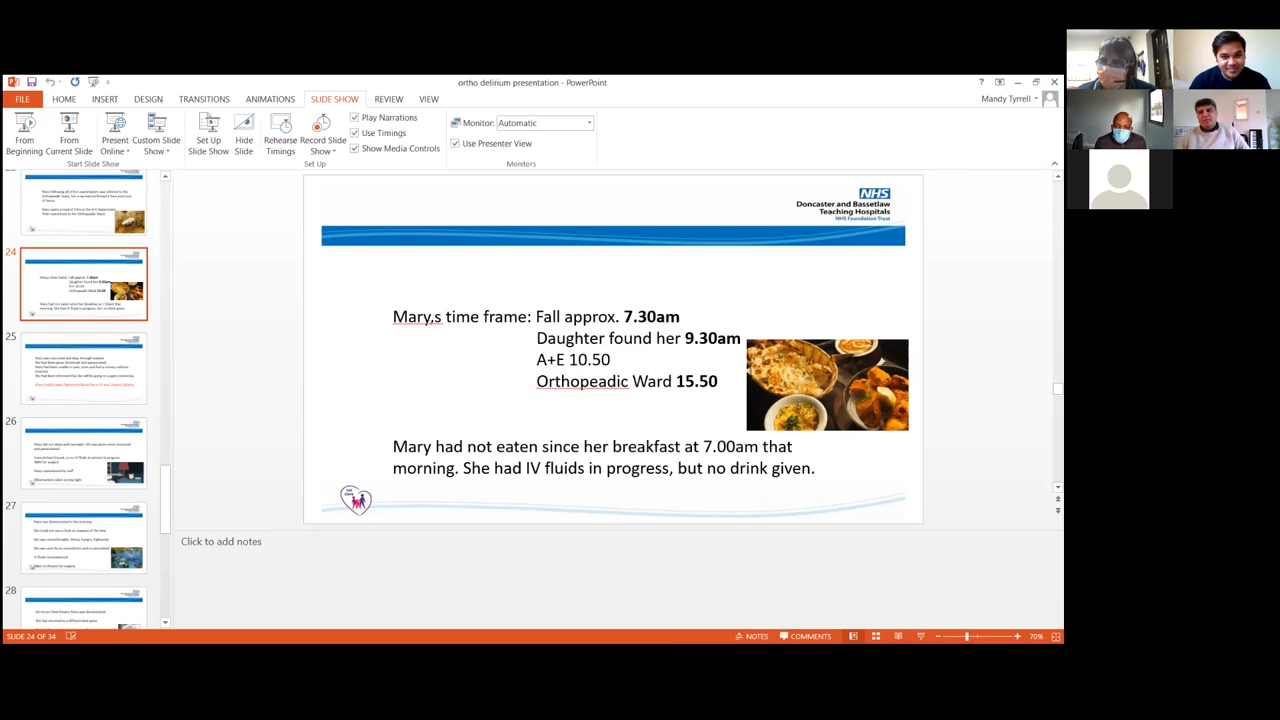 ortho delirium presentation - PowerPoint
FILE HOME INSERT DESIGN TRANSITIONS ANIMATIONS SLIDE SHOW REVIEW VIEW
Mandy Tyrrell
From Beginning
From Current Slide
Present Online
Custom Slide Show
Start Slide Show
Set Up Slide Show
Hide Slide
Rehearse Timings
Record Slide Show
Play Narrations
Use Timings
Show Media Controls
Set Up
Monitor: Automatic
Use Presenter View
Monitors
24
25
26
27
28
NHS
Doncaster and Bassetlaw
Teaching Hospitals
NHS Foundation Trust
Mary,s time frame: Fall approx. 7.30am
Daughter found her 9.30am
A+E 10.50
Orthopeadic Ward 15.50
Mary had not eaten since her breakfast at 7.00am that
morning. She had IV fluids in progress, but no drink given.
Click to add notes
SLIDE 24 OF 34
NOTES COMMENTS
70%